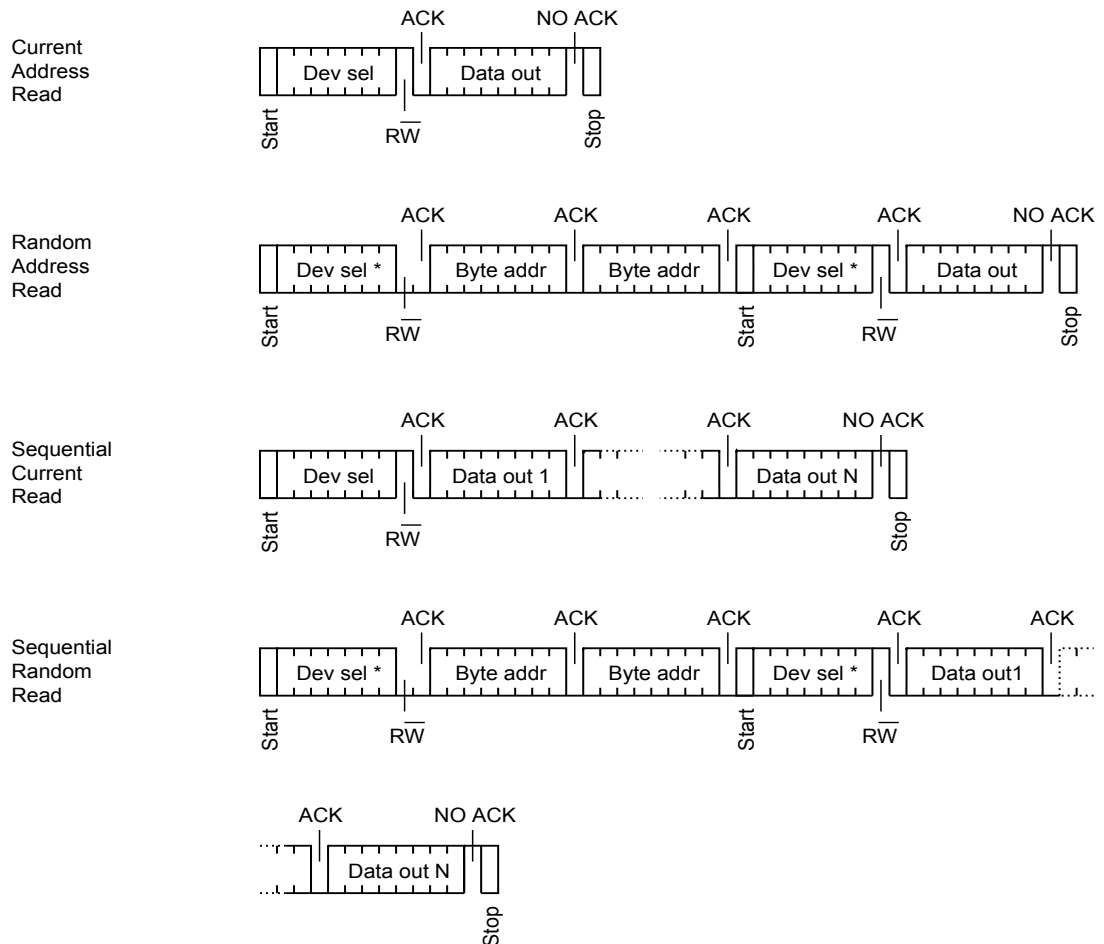 ACK NO ACK
Current
Address
Read
Dev sel Data out
Start RW Stop
ACK ACK ACK ACK NO ACK
Random
Address
Read
Dev sel * Byte addr Byte addr Dev sel * Data out
Start RW Start RW Stop
ACK ACK ACK NO ACK
Sequential
Current
Read
Dev sel Data out 1 Data out N
Start RW Stop
ACK ACK ACK ACK ACK
Sequential
Random
Read
Dev sel * Byte addr Byte addr Dev sel * Data out1
Start RW Start RW
ACK NO ACK
Data out N
Stop